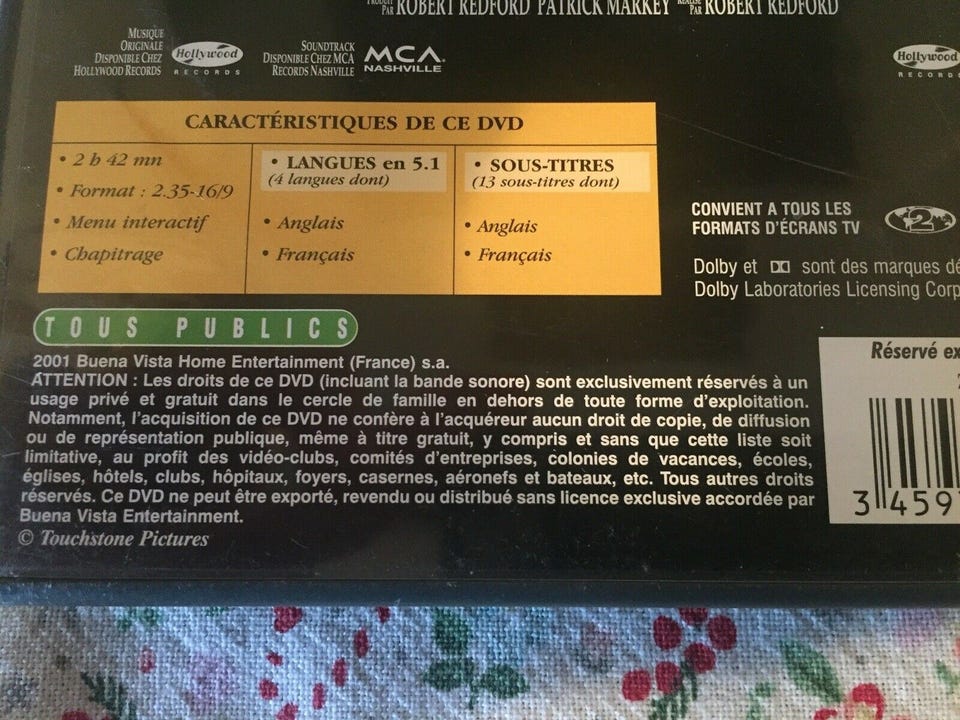 PRODUIT PAR ROBERT REDFORD PATRICK MARKEY RÉALISÉ PAR ROBERT REDFORD
MUSIQUE
ORIGINALE
DISPONIBLE CHEZ
HOLLYWOOD RECORDS
Hollywood
RECORDS
SOUNDTRACK
DISPONIBLE CHEZ MCA
RECORDS NASHVILLE
MCA
NASHVILLE
Hollywood
RECORDS
CARACTÉRISTIQUES DE CE DVD
• 2 h 42 mn
• Format : 2.35-16/9
• Menu interactif
• Chapitrage
• LANGUES en 5.1
(4 langues dont)
• Anglais
• Français
• SOUS-TITRES
(13 sous-titres dont)
• Anglais
• Français
CONVIENT A TOUS LES
FORMATS D'ÉCRANS TV
2
Dolby et sont des marques dé
Dolby Laboratories Licensing Corp
TOUS PUBLICS
2001 Buena Vista Home Entertainment (France) s.a.
ATTENTION : Les droits de ce DVD (incluant la bande sonore) sont exclusivement réservés à un
usage privé et gratuit dans le cercle de famille en dehors de toute forme d'exploitation.
Notamment, l'acquisition de ce DVD ne confère à l'acquéreur aucun droit de copie, de diffusion
ou de représentation publique, même à titre gratuit, y compris et sans que cette liste soit
limitative, au profit des vidéo-clubs, comités d'entreprises, colonies de vacances, écoles,
églises, hôtels, clubs, hôpitaux, foyers, casernes, aéronefs et bateaux, etc. Tous autres droits
réservés. Ce DVD ne peut être exporté, revendu ou distribué sans licence exclusive accordée par
Buena Vista Entertainment.
© Touchstone Pictures
Réservé ex
3 459